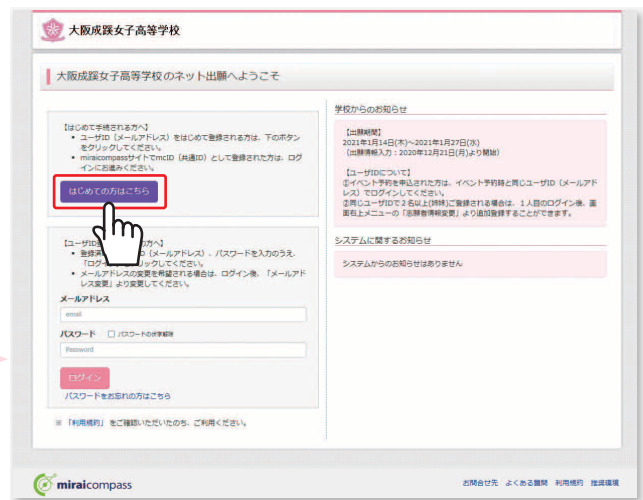 大阪成蹊女子高等学校
大阪成蹊女子高等学校のネット出願へようこそ
【はじめて手続される方へ】
• ユーザID（メールアドレス）をはじめて登録される方は、下のボタン
をクリックしてください。
• miraicompassサイトでmcID（共通ID）として登録された方は、ログ
インにお進みください。
はじめての方はこちら
【ユーザID登 の方へ】
• 登録済 D（メールアドレス）、パスワードを入力のうえ、
「ログイ リックしてください。
• メールアドレスの変更を希望される場合は、ログイン後、「メールアド
レス変更」より変更してください。
メールアドレス
email
パスワード □ パスワードの伏字解除
Password
ログイン
パスワードをお忘れの方はこちら
※ 「利用規約」 をご確認いただいたのち、ご利用ください。
学校からのお知らせ
【出願期間】
2021年1月14日(木)～2021年1月27日(水)
（出願情報入力：2020年12月21日(月)より開始）
【ユーザIDについて】
①イベント予約を申込された方は、イベント予約時と同じユーザID（メールアド
レス）でログインしてください。
②同じユーザIDで２名以上(姉妹)ご登録される場合は、１人目のログイン後、画
面右上メニューの「志願者情報変更」より追加登録することができます。
システムに関するお知らせ
システムからのお知らせはありません
miraicompass
お問合せ先 よくある質問 利用規約 推奨環境